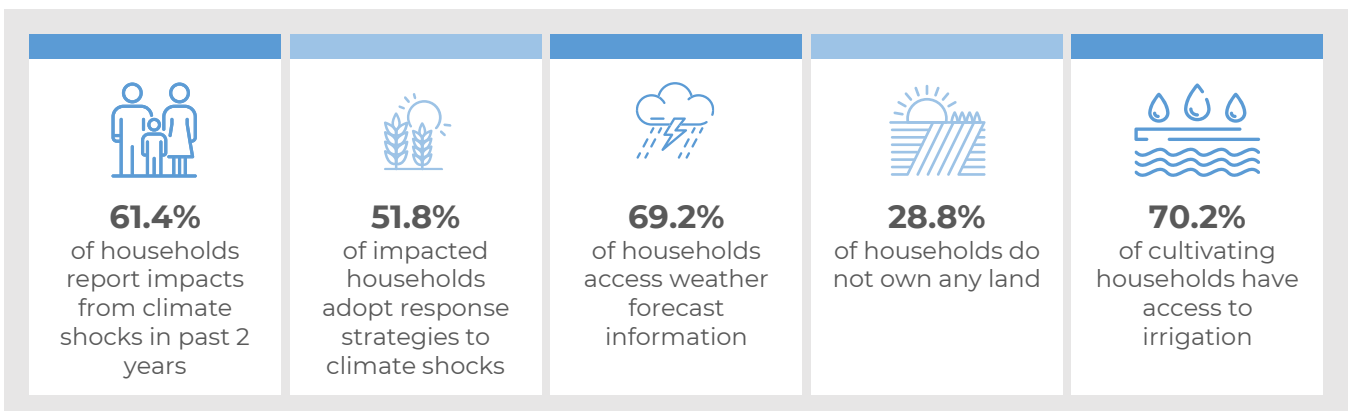 61.4%
of households
report impacts
from climate
shocks in past 2
years
51.8%
of impacted
households
adopt response
strategies to
climate shocks
69.2%
of households
access weather
forecast
information
28.8%
of households do
not own any land
70.2%
of cultivating
households have
access to
irrigation